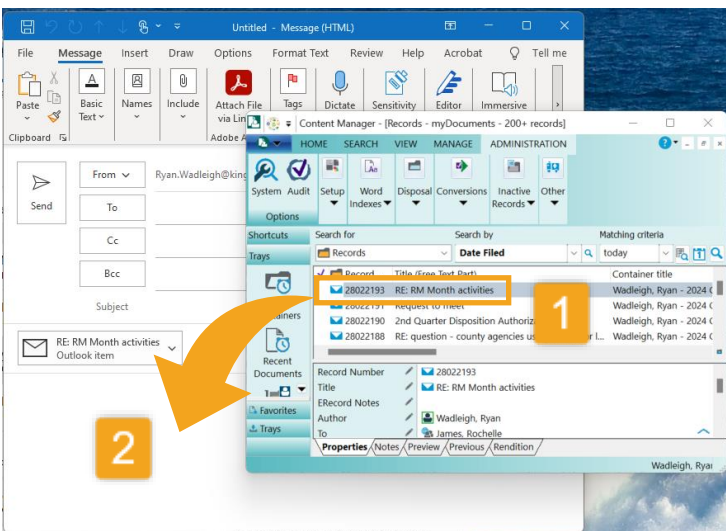 Untitled - Message (HTML)
File Message Insert Draw Options Format Text Review Help Acrobat Tell me
Paste Basic Text Names Include Attach File via Lin Tags Dictate Sensitivity Editor Immersive
Clipboard Adobe A
From Ryan.Wadleigh@king
Send
To
Cc
Bcc
Subject
RE: RM Month activities
Outlook item
2
Content Manager - [Records - myDocuments - 200+ records]
HOME SEARCH VIEW MANAGE ADMINISTRATION
System Audit Setup Word Indexes Disposal Conversions Inactive Records Other
Options
Shortcuts Search for Search by Matching criteria
Trays Records Date Filed today
Record Title (Free Text Part) Container title
28022193 RE: RM Month activities Wadleigh, Ryan - 2024 C
28022191 Request to meet Wadleigh, Ryan - 2024 C
28022190 2nd Quarter Disposition Authoriz Wadleigh, Ryan - 2024 C
28022188 RE: question - county agencies us r l... Wadleigh, Ryan - 2024 C
1
ainers
Recent
Documents
Favorites
Trays
Record Number 28022193
Title RE: RM Month activities
ERecord Notes
Author Wadleigh, Ryan
To James, Rochelle
Properties Notes Preview Previous Rendition
Wadleigh, Ryan